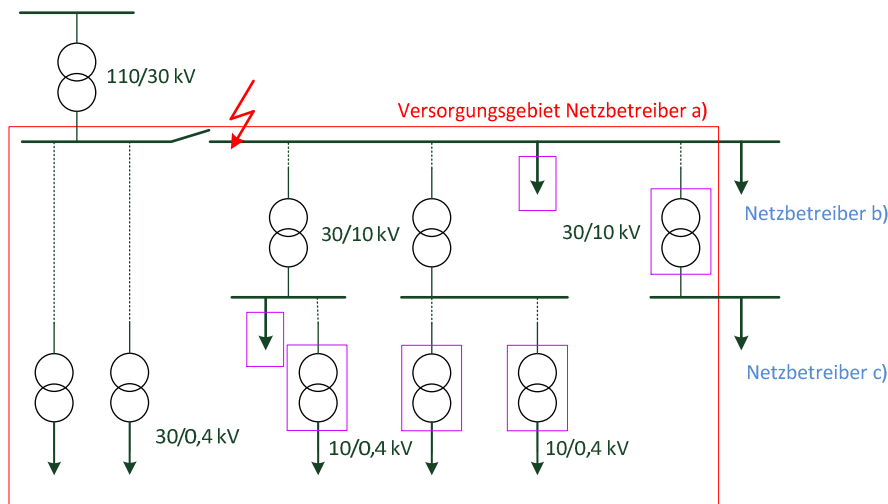 110/30 kV
Versorgungsgebiet Netzbetreiber a)
Netzbetreiber b)
30/10 kV
30/10 kV
Netzbetreiber c)
30/0,4 kV
10/0,4 kV
10/0,4 kV